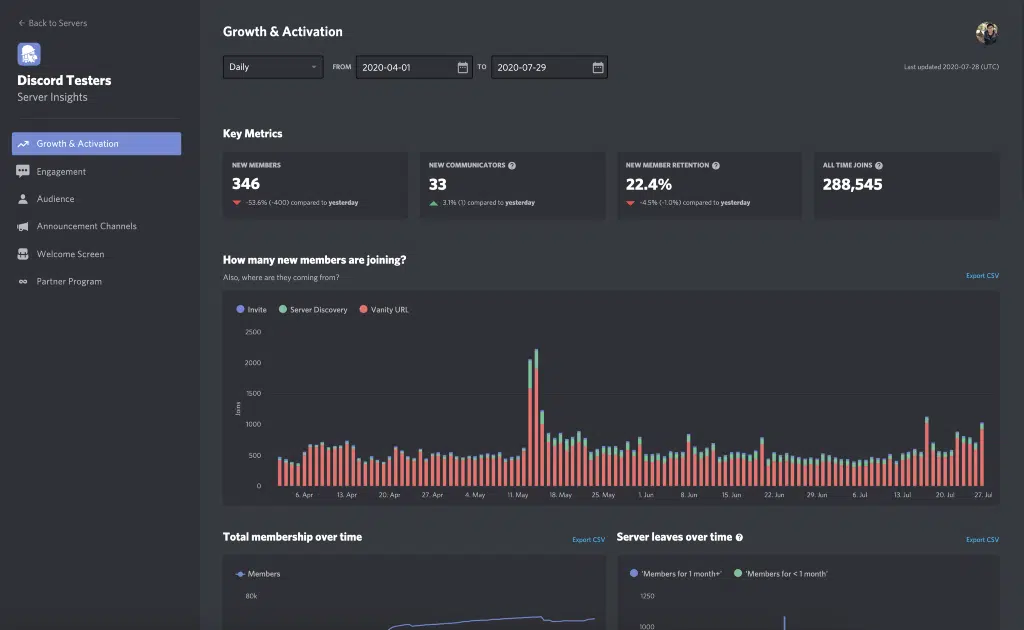 ← Back to Servers
Discord Testers
Server Insights
Growth & Activation
Engagement
Audience
Announcement Channels
Welcome Screen
Partner Program
Growth & Activation
Daily FROM 2020-04-01 TO 2020-07-29
Last updated 2020-07-28 (UTC)
Key Metrics
NEW MEMBERS
346
-53.6% (-400) compared to yesterday
NEW COMMUNICATORS
33
3.1% (1) compared to yesterday
NEW MEMBER RETENTION
22.4%
-4.5% (-1.0%) compared to yesterday
ALL TIME JOINS
288,545
How many new members are joining?
Also, where are they coming from?
Export CSV
Invite Server Discovery Vanity URL
2500
2000
1500
1000
500
0
Joins
6. Apr 13. Apr 20. Apr 27. Apr 4. May 11. May 18. May 25. May 1. Jun 8. Jun 15. Jun 22. Jun 29. Jun 6. Jul 13. Jul 20. Jul 27. Jul
Total membership over time
Export CSV
Members
80k
Server leaves over time
Export CSV
'Members for 1 month+' 'Members for < 1 month'
1250
1000